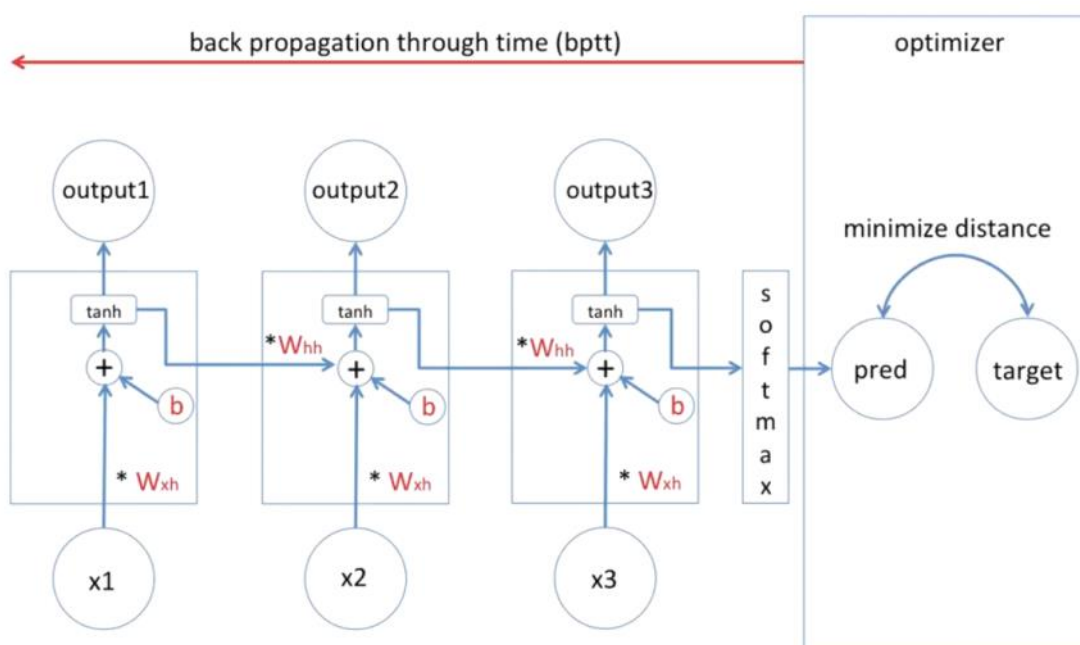 back propagation through time (bptt)
optimizer
output1
output2
output3
minimize distance
tanh
tanh
tanh
*Whh
*Whh
+
+
+
b
b
b
* Wxh
* Wxh
* Wxh
softmax
pred
target
x1
x2
x3